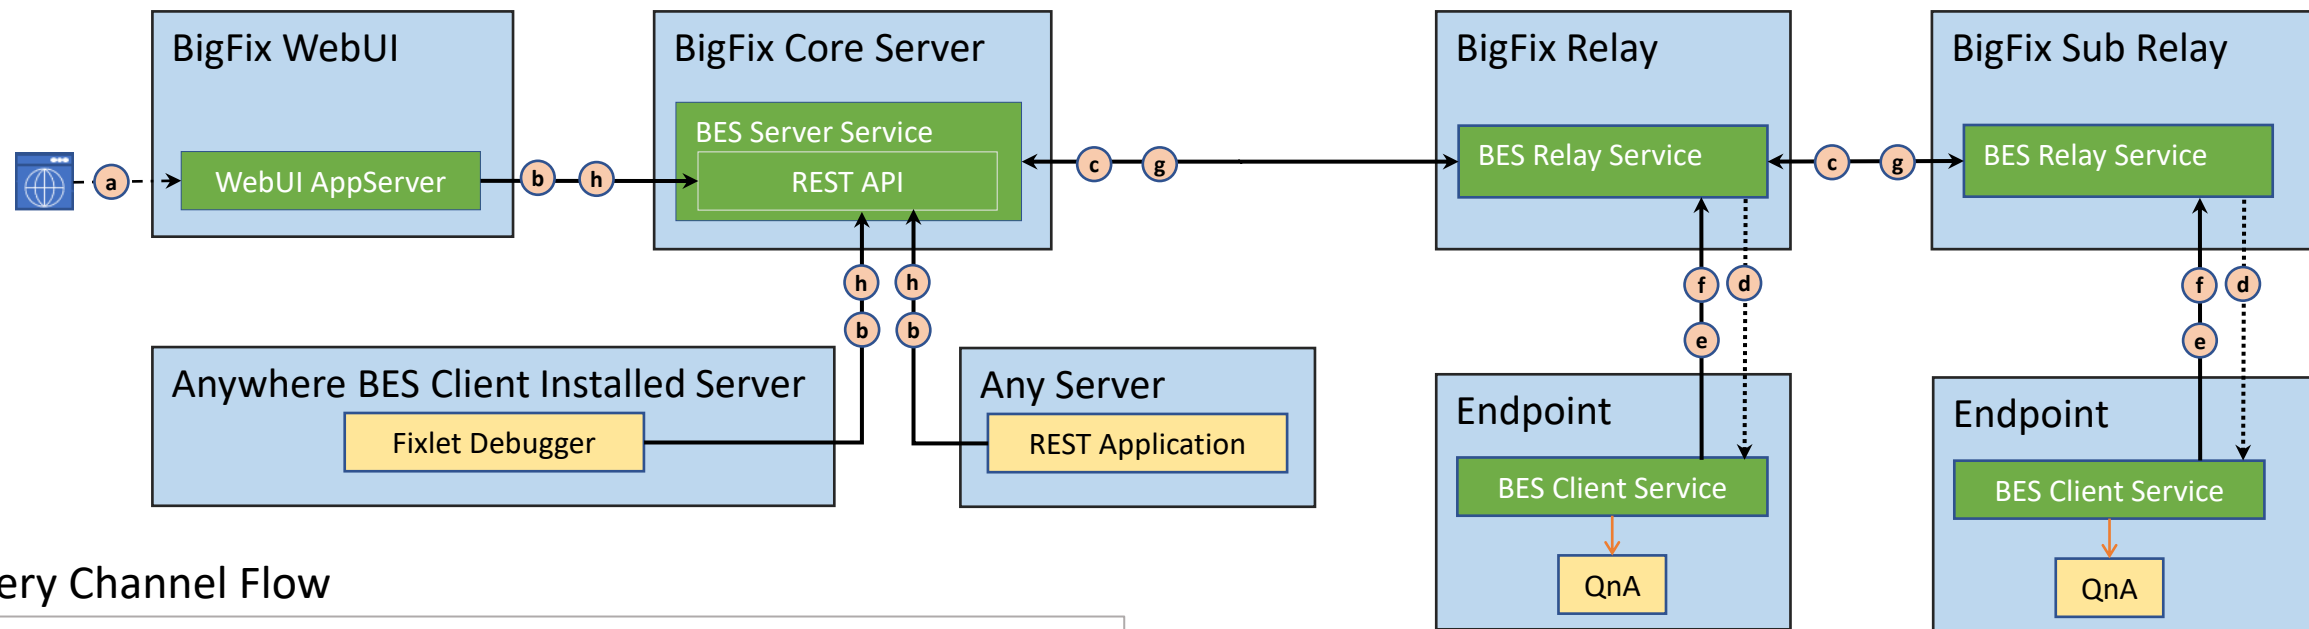 BigFix WebUI
WebUI AppServer
a
b
h
BigFix Core Server
BES Server Service
REST API
c
g
BigFix Relay
BES Relay Service
c
g
BigFix Sub Relay
BES Relay Service
h
h
b
b
f
d
e
f
d
e
Anywhere BES Client Installed Server
Fixlet Debugger
Any Server
REST Application
Endpoint
BES Client Service
QnA
Endpoint
BES Client Service
QnA
ery Channel Flow